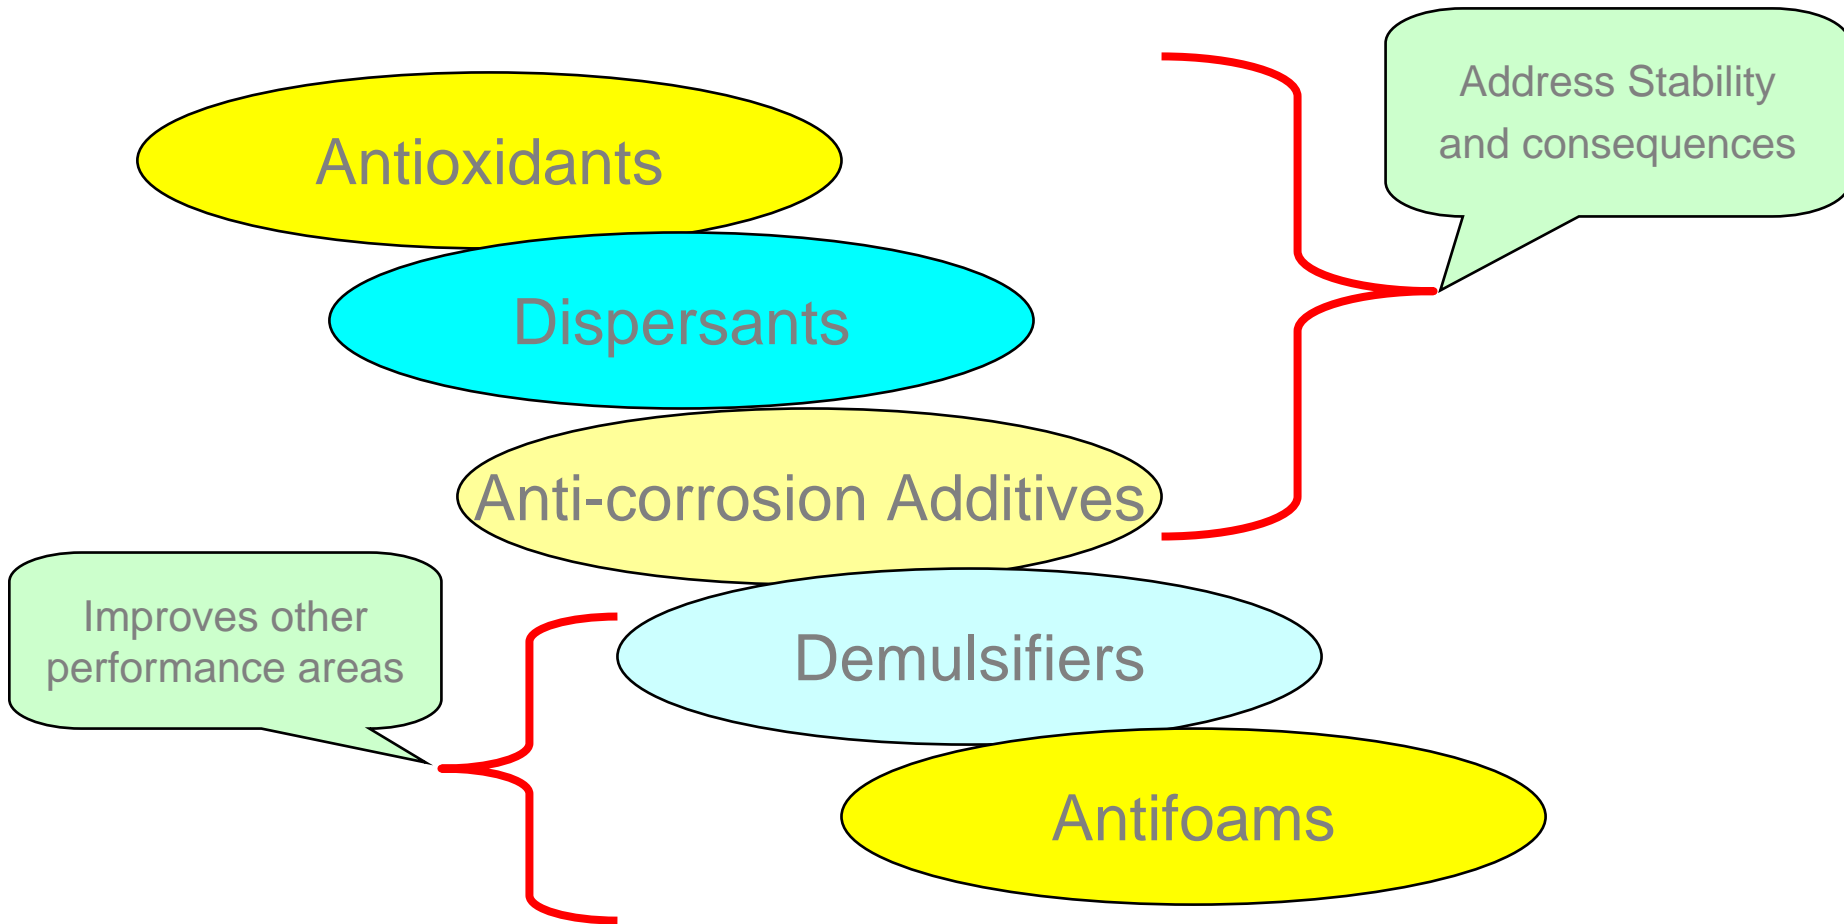 Address Stability
and consequences
Antioxidants
Dispersants
Anti-corrosion Additives
Improves other
performance areas
Demulsifiers
Antifoams